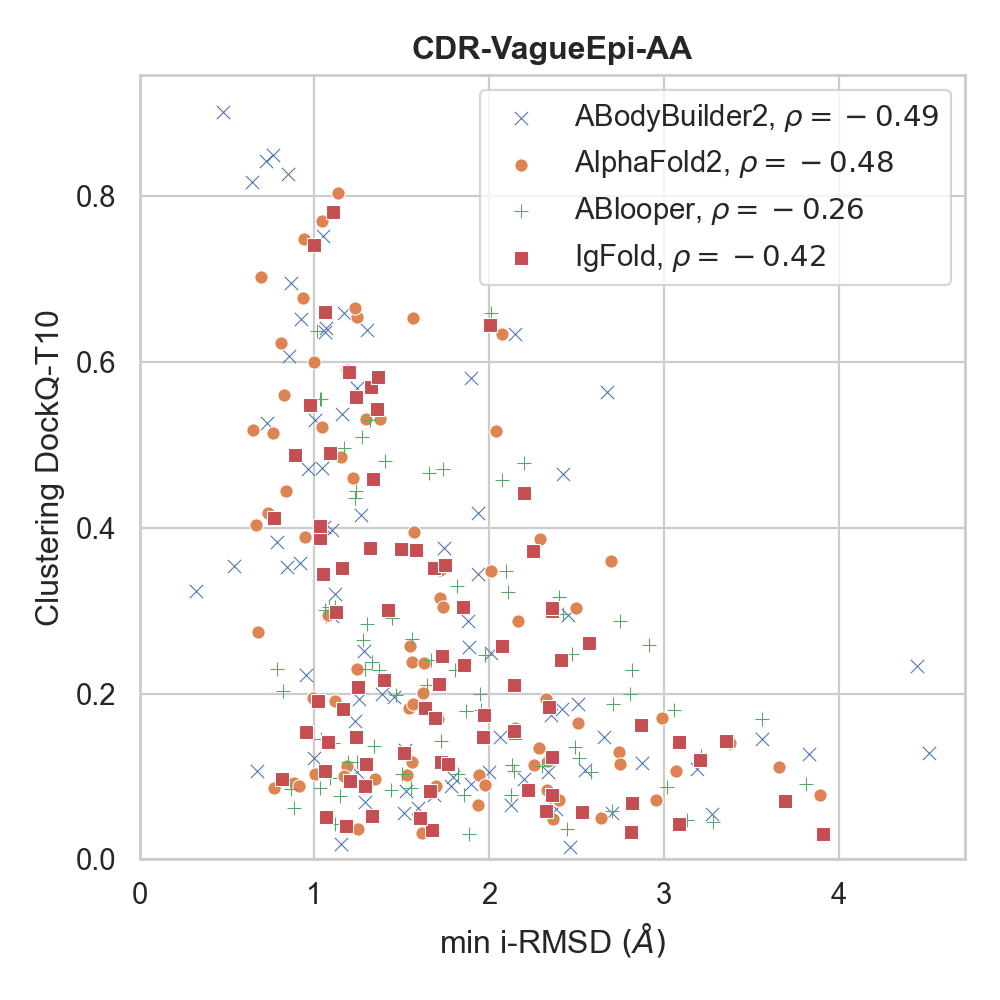 CDR-VagueEpi-AA
ABodyBuilder2, ρ = −0.49
AlphaFold2, ρ = −0.48
ABlooper, ρ = −0.26
IgFold, ρ = −0.42
Clustering DockQ-T10
0.8
0.6
0.4
0.2
0.0
0 1 2 3 4
min i-RMSD (Å)